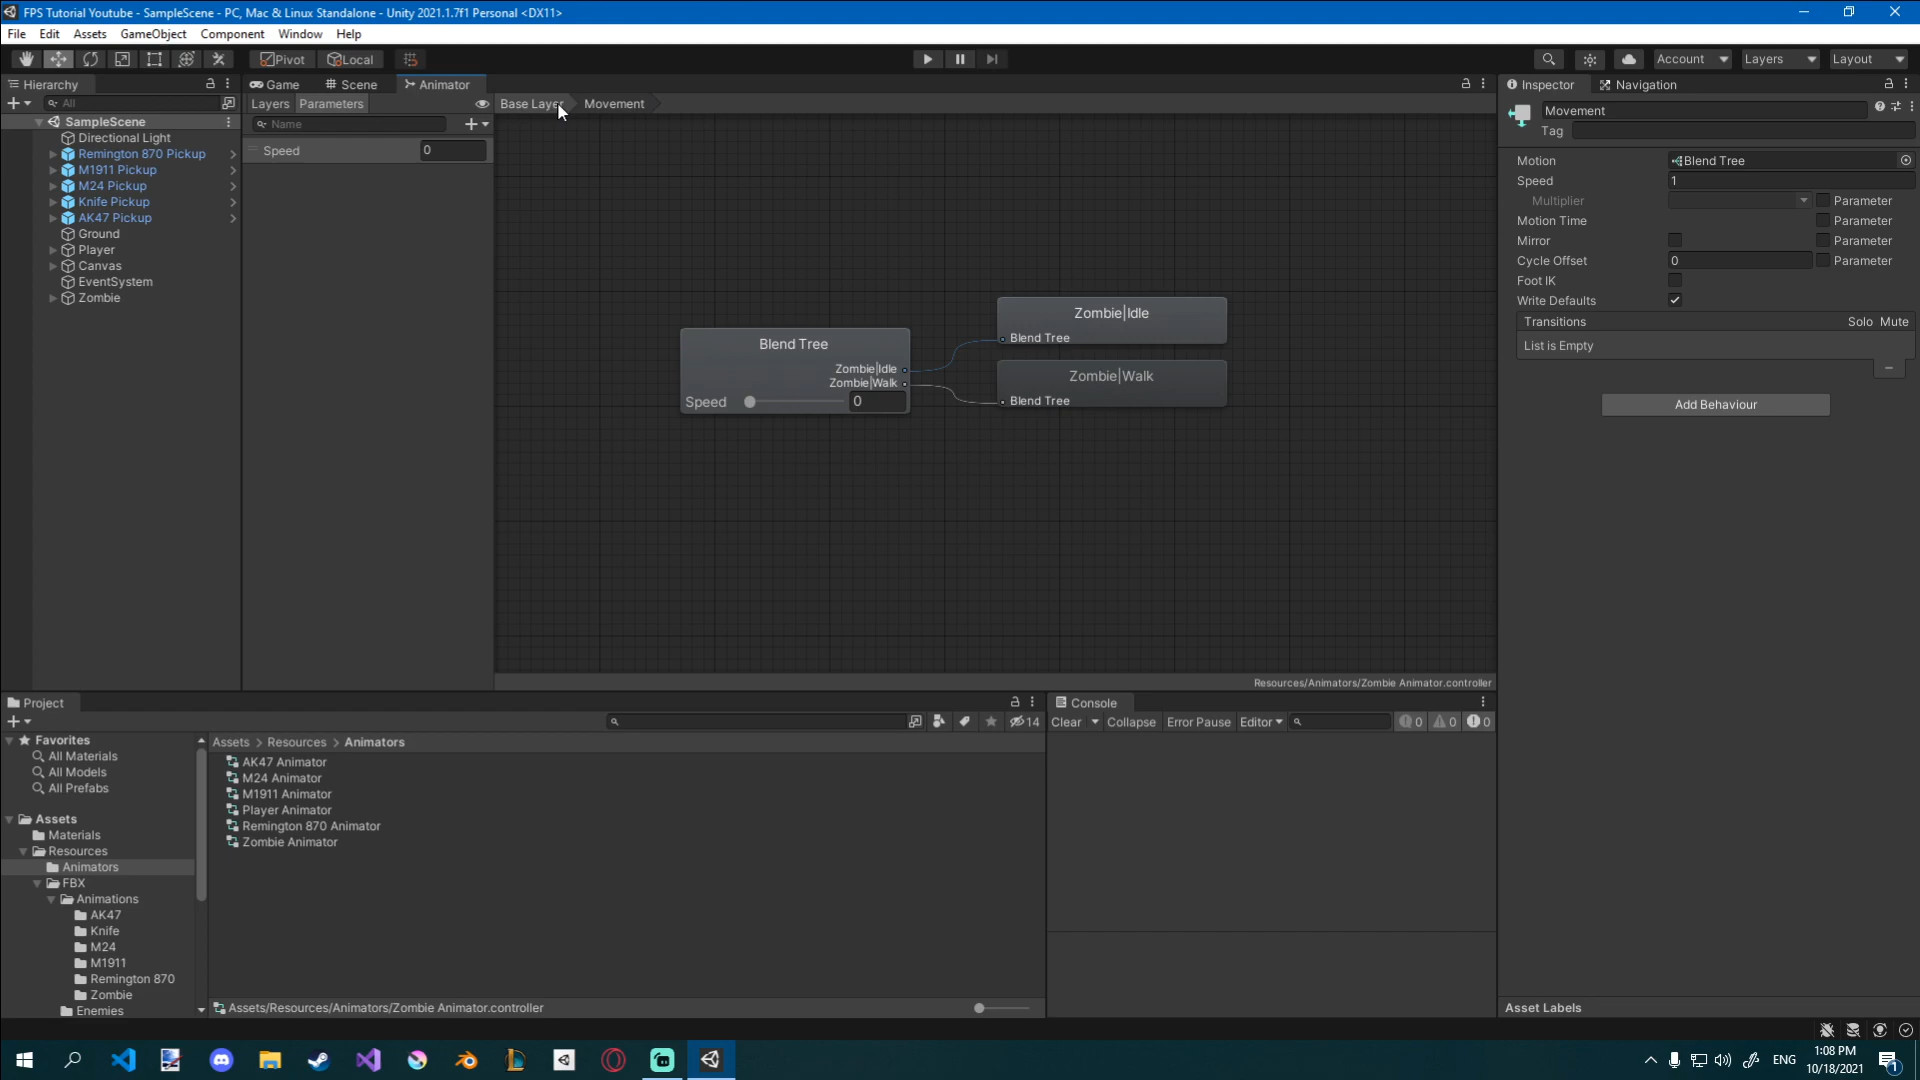 FPS Tutorial Youtube - SampleScene - PC, Mac & Linux Standalone - Unity 2021.1.7f1 Personal <DX11>
File Edit Assets GameObject Component Window Help
Pivot Local Account Layers Layout
Hierarchy Game Scene Animator Inspector Navigation
All Layers Parameters Base Layer Movement Movement
Name Tag
SampleScene
Directional Light
Remington 870 Pickup
M1911 Pickup
M24 Pickup
Knife Pickup
AK47 Pickup
Ground
Player
Canvas
EventSystem
Zombie
Speed 0
Blend Tree
Zombie|Idle
Zombie|Walk
Speed 0
Zombie|Idle
Blend Tree
Zombie|Walk
Blend Tree
Resources/Animators/Zombie Animator.controller
Motion Blend Tree
Speed 1
Multiplier Parameter
Motion Time Parameter
Mirror Parameter
Cycle Offset 0 Parameter
Foot IK
Write Defaults
Transitions Solo Mute
List is Empty
Add Behaviour
Asset Labels
Project
14
Favorites
All Materials
All Models
All Prefabs
Assets
Materials
Resources
Animators
FBX
Animations
AK47
Knife
M24
M1911
Remington 870
Zombie
Enemies
Assets > Resources > Animators
AK47 Animator
M24 Animator
M1911 Animator
Player Animator
Remington 870 Animator
Zombie Animator
Assets/Resources/Animators/Zombie Animator.controller
Console
Clear Collapse Error Pause Editor 0 0 0
ENG
1:08 PM
10/18/2021
1